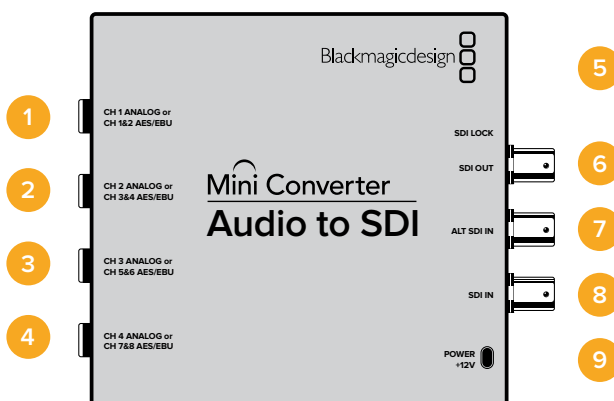 Blackmagicdesign
1
CH 1 ANALOG or
CH 1&2 AES/EBU
2
CH 2 ANALOG or
CH 3&4 AES/EBU
3
CH 3 ANALOG or
CH 5&6 AES/EBU
4
CH 4 ANALOG or
CH 7&8 AES/EBU
Mini Converter
Audio to SDI
5
SDI LOCK
6
SDI OUT
7
ALT SDI IN
8
SDI IN
9
POWER
+12V